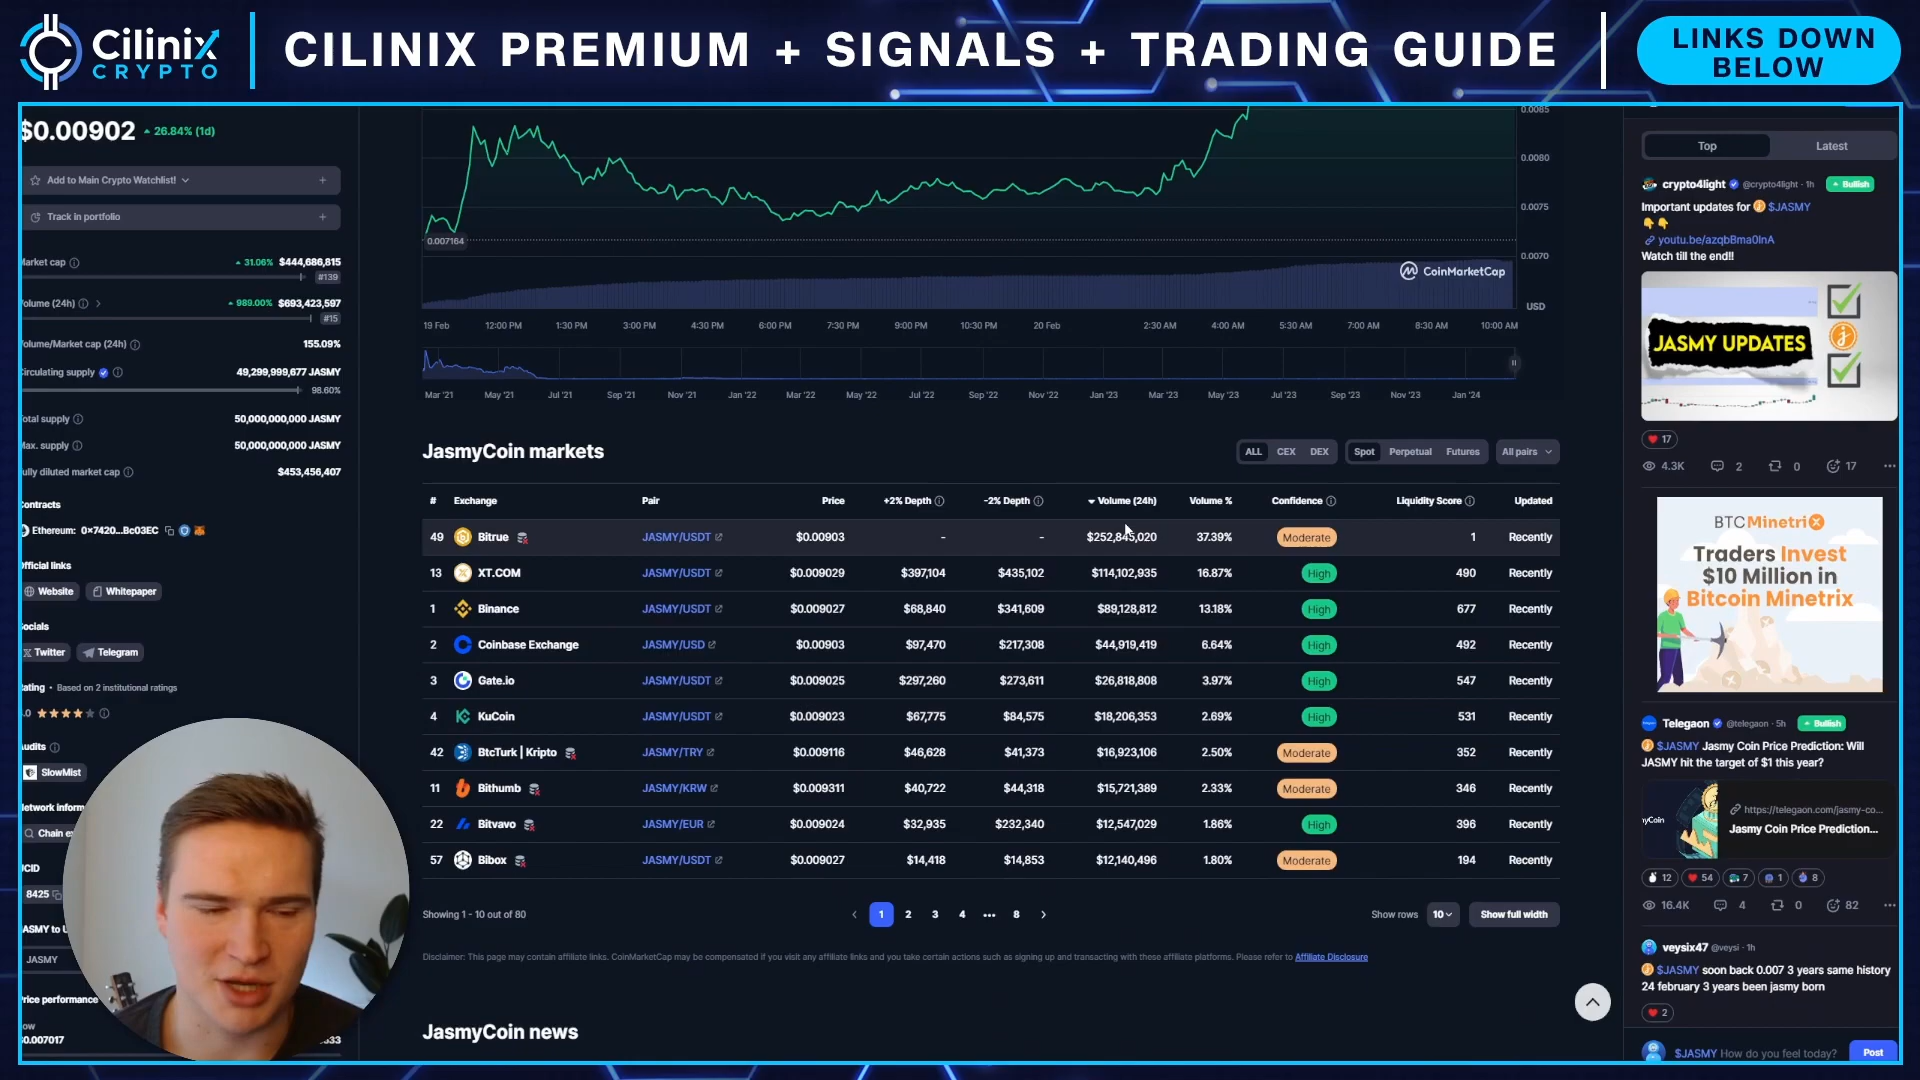 Cilinix
CRYPTO
CILINIX PREMIUM + SIGNALS + TRADING GUIDE
LINKS DOWN
BELOW
$0.00902
26.84% (1d)
Add to Main Crypto Watchlist!
Track in portfolio
Market cap
31.06% $444,686,815
#139
Volume (24h)
989.00% $693,423,597
#15
Volume/Market cap (24h)
155.09%
Circulating supply
49,299,999,677 JASMY
98.60%
Total supply
50,000,000,000 JASMY
Max. supply
50,000,000,000 JASMY
ully diluted market cap
$453,456,407
Contracts
Ethereum: 0x7420...Bc03EC
Official links
Website
Whitepaper
Socials
Twitter
Telegram
Rating • Based on 2 institutional ratings
.0
Audits
SlowMist
Network inform
Chain ex
UCID
8425
JASMY to U
JASMY
Price performance
ow
$0.007017
33
0.0085
0.0080
0.0075
0.0070
0.007164
CoinMarketCap
USD
19 Feb 12:00 PM 1:30 PM 3:00 PM 4:30 PM 6:00 PM 7:30 PM 9:00 PM 10:30 PM 20 Feb 2:30 AM 4:00 AM 5:30 AM 7:00 AM 8:30 AM 10:00 AM
Mar '21 May '21 Jul '21 Sep '21 Nov '21 Jan '22 Mar '22 May '22 Jul '22 Sep '22 Nov '22 Jan '23 Mar '23 May '23 Jul '23 Sep '23 Nov '23 Jan '24
JasmyCoin markets
ALL CEX DEX
Spot Perpetual Futures
All pairs
# Exchange Pair Price +2% Depth -2% Depth Volume (24h) Volume % Confidence Liquidity Score Updated
49 Bitrue JASMY/USDT $0.00903 - - $252,845,020 37.39% Moderate 1 Recently
13 XT.COM JASMY/USDT $0.009029 $397,104 $435,102 $114,102,935 16.87% High 490 Recently
1 Binance JASMY/USDT $0.009027 $68,840 $341,609 $89,128,812 13.18% High 677 Recently
2 Coinbase Exchange JASMY/USD $0.00903 $97,470 $217,308 $44,919,419 6.64% High 492 Recently
3 Gate.io JASMY/USDT $0.009025 $297,260 $273,611 $26,818,808 3.97% High 547 Recently
4 KuCoin JASMY/USDT $0.009023 $67,775 $84,575 $18,206,353 2.69% High 531 Recently
42 BtcTurk | Kripto JASMY/TRY $0.009116 $46,628 $41,373 $16,923,106 2.50% Moderate 352 Recently
11 Bithumb JASMY/KRW $0.009311 $40,722 $44,318 $15,721,389 2.33% Moderate 346 Recently
22 Bitvavo JASMY/EUR $0.009024 $32,935 $232,340 $12,547,029 1.86% High 396 Recently
57 Bibox JASMY/USDT $0.009027 $14,418 $14,853 $12,140,496 1.80% Moderate 194 Recently
Showing 1 - 10 out of 80
1 2 3 4 ••• 8
Show rows 10
Show full width
Disclaimer: This page may contain affiliate links. CoinMarketCap may be compensated if you visit any affiliate links and you take certain actions such as signing up and transacting with these affiliate platforms. Please refer to Affiliate Disclosure
JasmyCoin news
Top
Latest
crypto4light @crypto4light · 1h Bullish
Important updates for $JASMY
youtu.be/azqbBma0InA
Watch till the end!!
JASMY UPDATES
17
4.3K 2 0 17 •••
BTCMinetriX
Traders Invest
$10 Million in
Bitcoin Minetrix
Telegaon @telegaon · 5h Bullish
$JASMY Jasmy Coin Price Prediction: Will
JASMY hit the target of $1 this year?
nyCoin
https://telegaon.com/jasmy-co...
Jasmy Coin Price Prediction...
12 54 7 1 8
16.4K 4 0 82 •••
veysix47 @veysi · 1h
$JASMY soon back 0.007 3 years same history
24 february 3 years been jasmy born
2
$JASMY How do you feel today?
Post